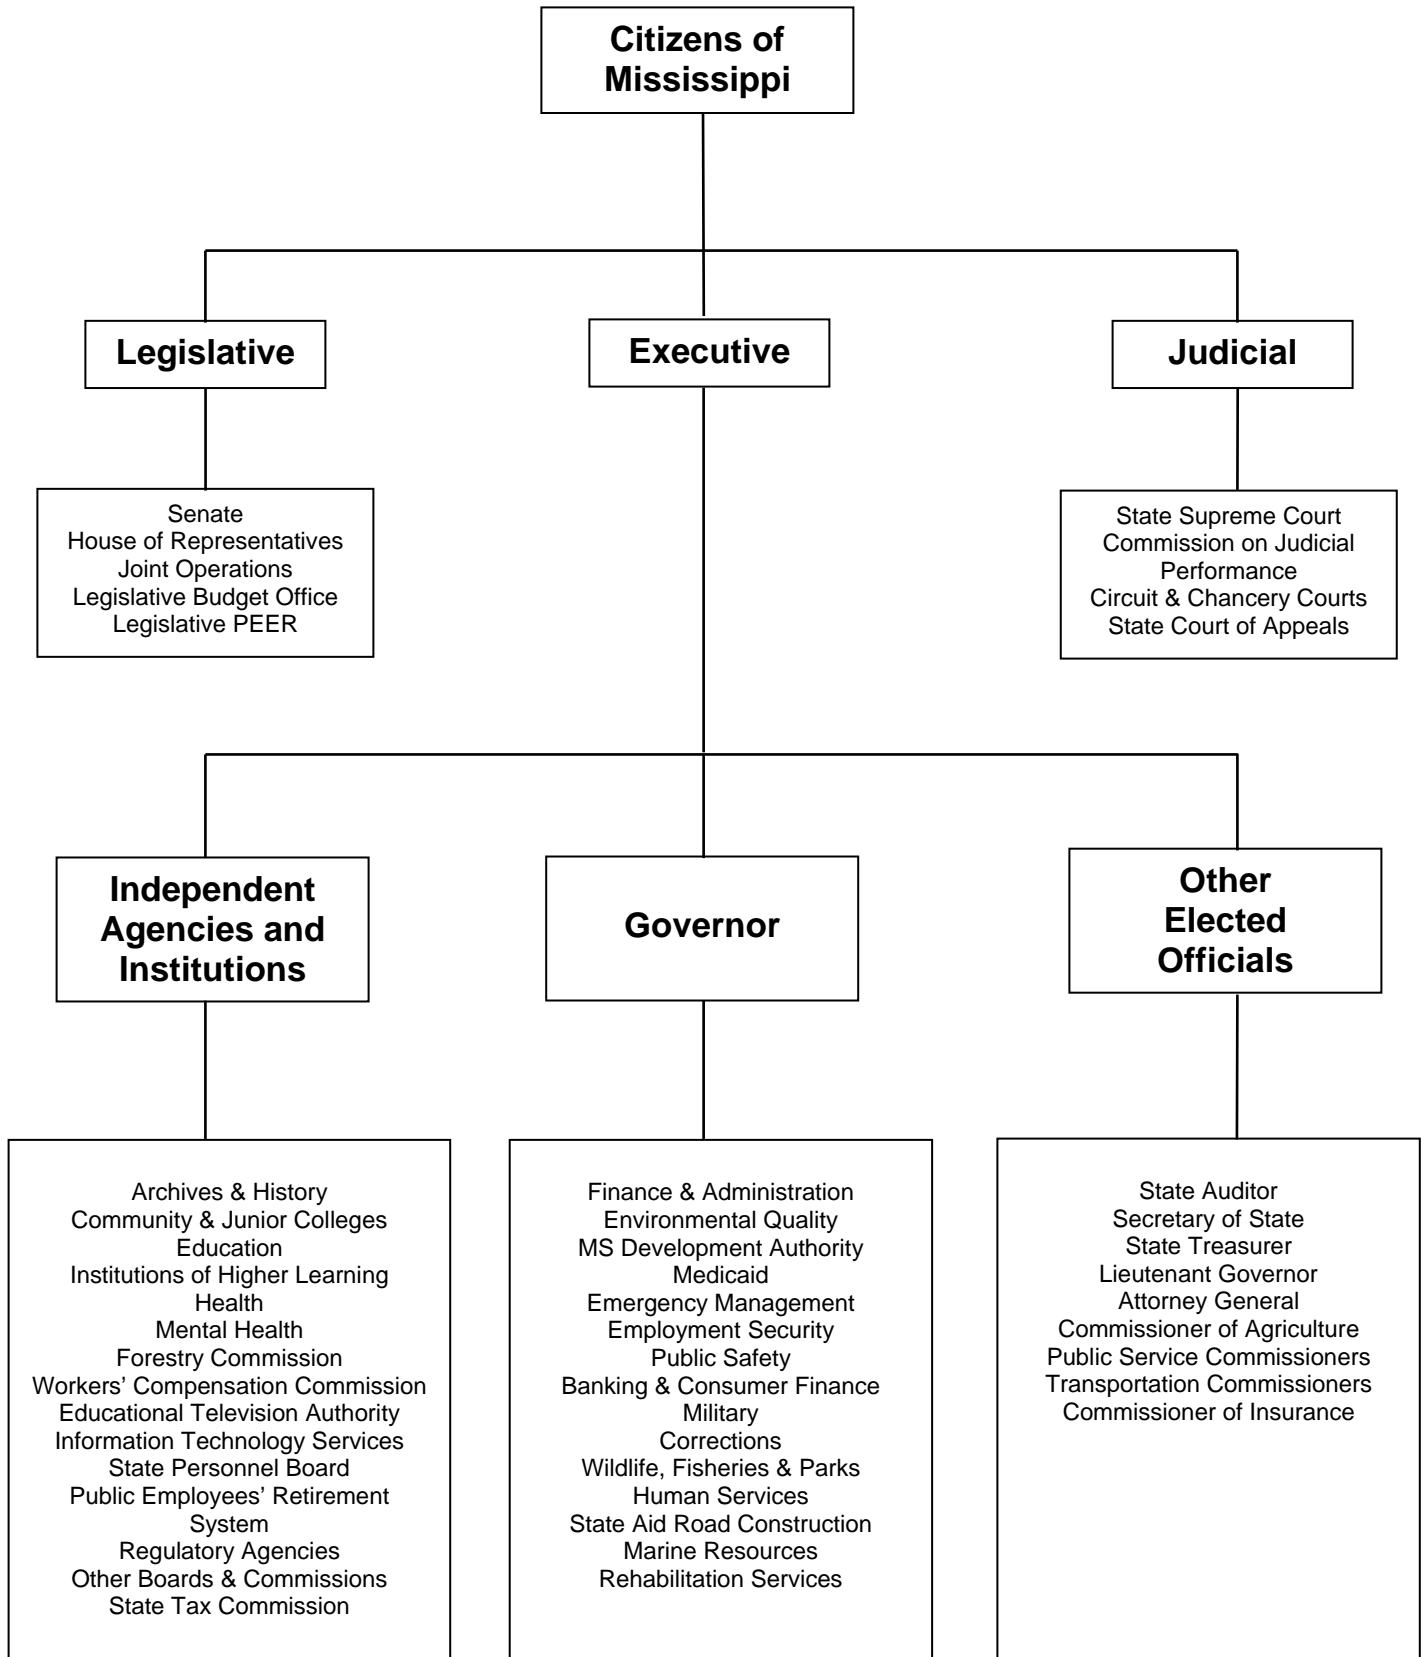 Citizens of
Mississippi
Legislative
Executive
Judicial
Senate
House of Representatives
Joint Operations
Legislative Budget Office
Legislative PEER
State Supreme Court
Commission on Judicial
Performance
Circuit & Chancery Courts
State Court of Appeals
Independent
Agencies and
Institutions
Governor
Other
Elected
Officials
Archives & History
Community & Junior Colleges
Education
Institutions of Higher Learning
Health
Mental Health
Forestry Commission
Workers’ Compensation Commission
Educational Television Authority
Information Technology Services
State Personnel Board
Public Employees’ Retirement
System
Regulatory Agencies
Other Boards & Commissions
State Tax Commission
Finance & Administration
Environmental Quality
MS Development Authority
Medicaid
Emergency Management
Employment Security
Public Safety
Banking & Consumer Finance
Military
Corrections
Wildlife, Fisheries & Parks
Human Services
State Aid Road Construction
Marine Resources
Rehabilitation Services
State Auditor
Secretary of State
State Treasurer
Lieutenant Governor
Attorney General
Commissioner of Agriculture
Public Service Commissioners
Transportation Commissioners
Commissioner of Insurance